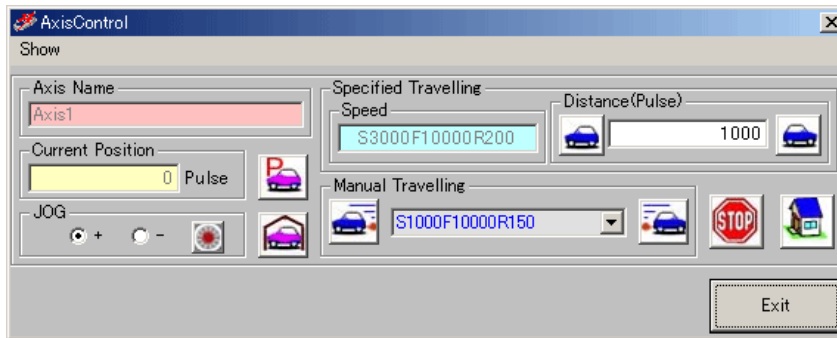 AxisControl
Show
Axis Name
Axis1
Current Position
0 Pulse
JOG
+ -
P
Specified Travelling
Speed
S3000F10000R200
Distance(Pulse)
1000
Manual Travelling
S1000F10000R150
STOP
Exit